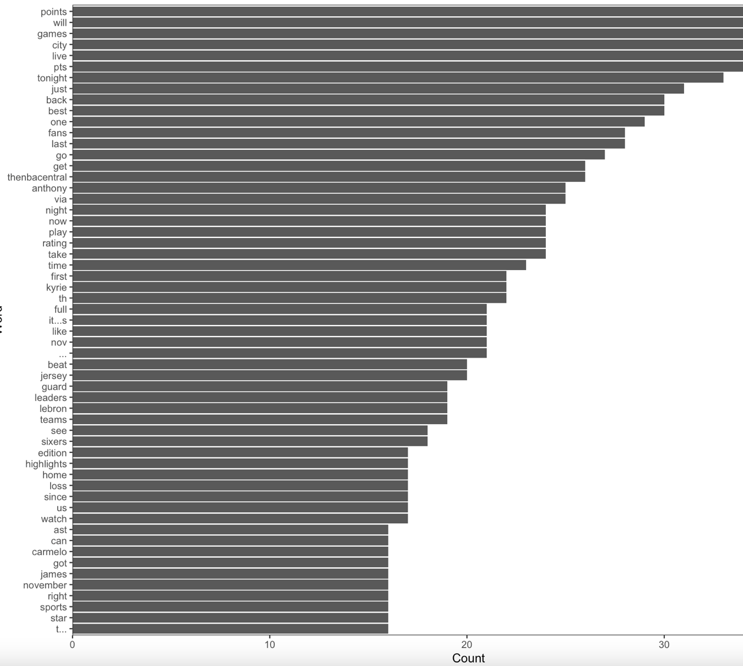 points
will
games
city
live
pts
tonight
just
back
best
one
fans
last
go
get
thenbacentral
anthony
via
night
now
play
rating
take
time
first
kyrie
th
full
it...s
like
nov
...
beat
jersey
guard
leaders
lebron
teams
see
sixers
edition
highlights
home
loss
since
us
watch
ast
can
carmelo
got
james
november
right
sports
star
t...
0 10 20 30
Count